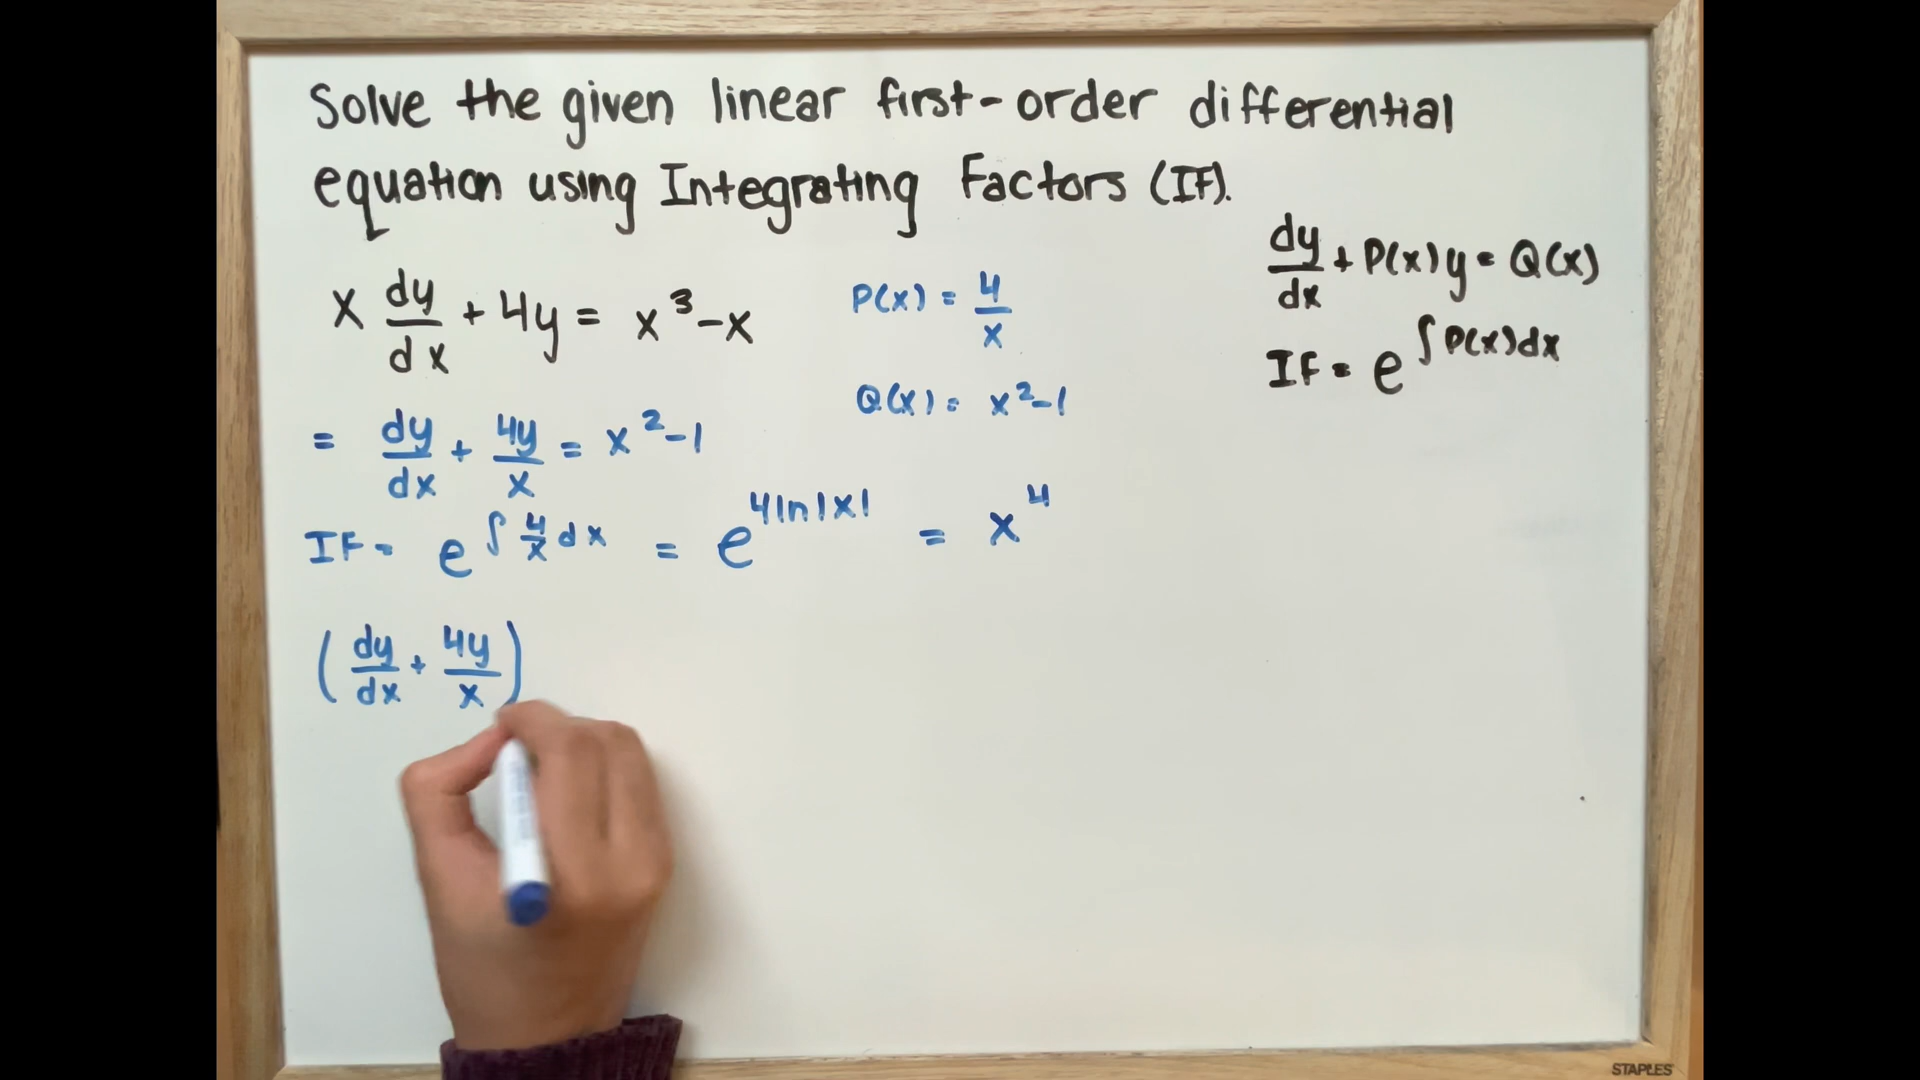 Solve the given linear first-order differential
equation using Integrating Factors (IF).
dy/dx + P(x)y = Q(x)
IF = e^∫P(x)dx
x dy/dx + 4y = x³-x
P(x) = 4/x
Q(x) = x²-1
= dy/dx + 4y/x = x²-1
IF = e^∫4/x dx = e^4ln|x| = x⁴
(dy/dx + 4y/x)
STAPLES